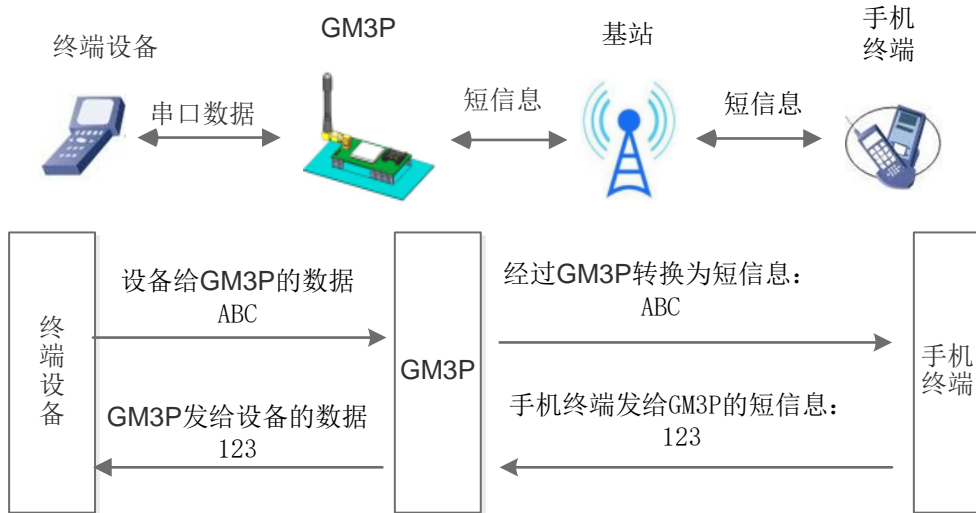 终端设备
GM3P
基站
手机
终端
串口数据
短信息
短信息
设备给GM3P的数据
ABC
经过GM3P转换为短信息：
ABC
终
端
设
备
GM3P
手机
终端
GM3P发给设备的数据
123
手机终端发给GM3P的短信息：
123